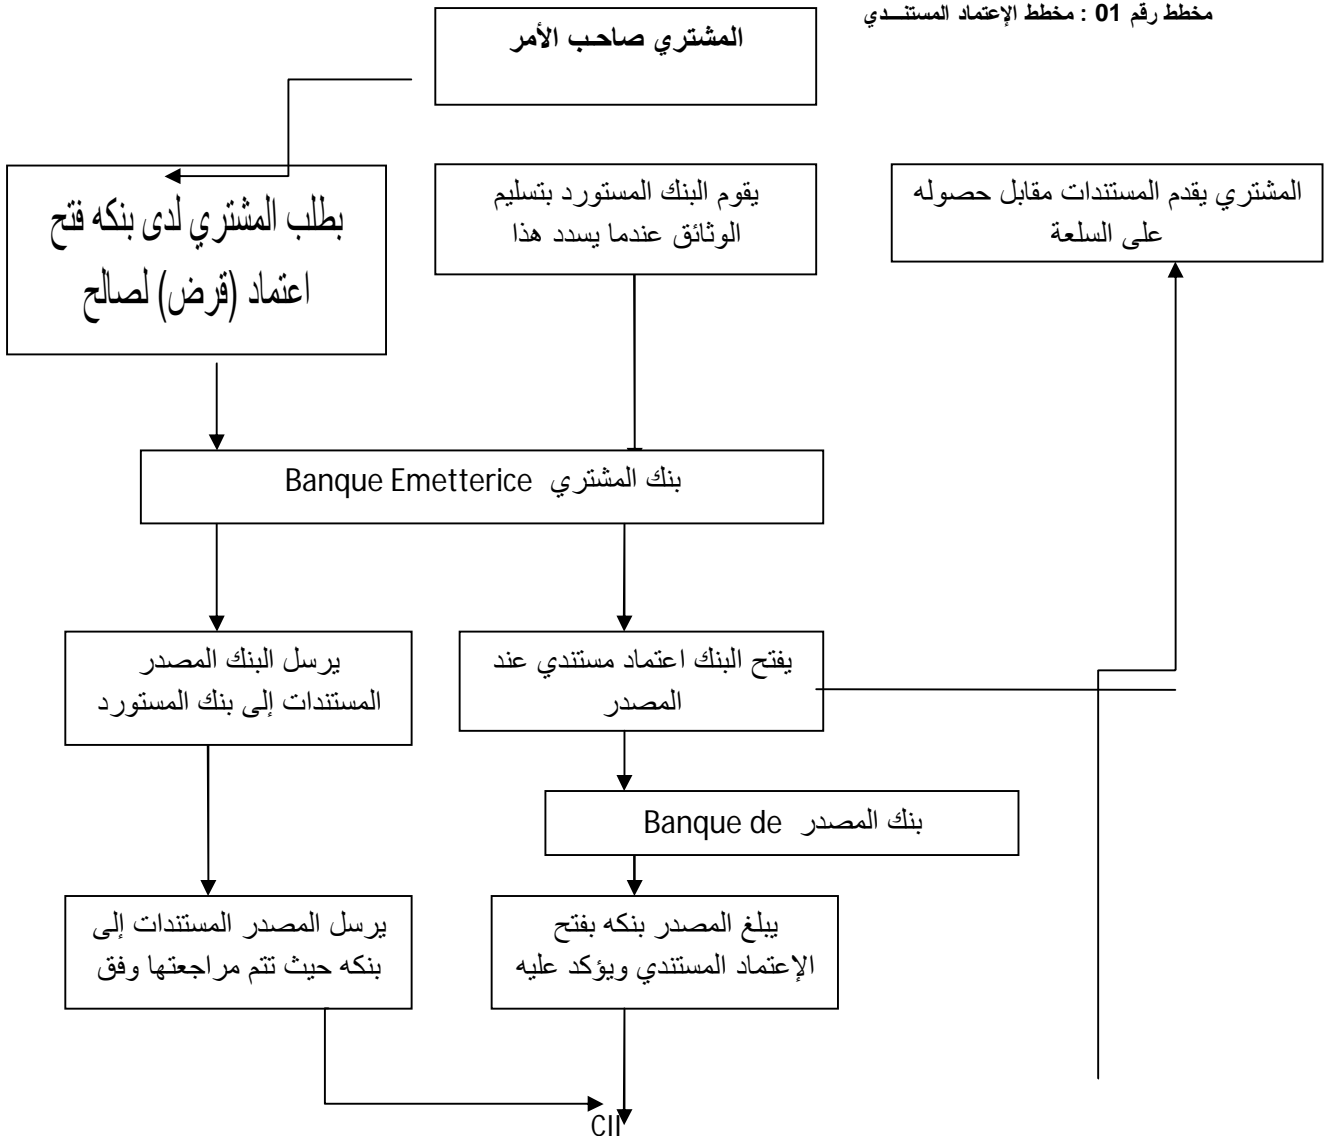 مخطط رقم 01 : مخطط الإعتماد المستنــدي
المشتري صاحب الأمر
المشتري يقدم المستندات مقابل حصوله
على السلعة
يقوم البنك المستورد بتسليم
الوثائق عندما يسدد هذا
بطلب المشتري لدى بنكه فتح
اعتماد (قرض) لصالح
بنك المشتري Banque Emetterice
يفتح البنك اعتماد مستندي عند
المصدر
يرسل البنك المصدر
المستندات إلى بنك المستورد
بنك المصدر Banque de
يبلغ المصدر بنكه بفتح
الإعتماد المستندي ويؤكد عليه
يرسل المصدر المستندات إلى
بنكه حيث تتم مراجعتها وفق
CII